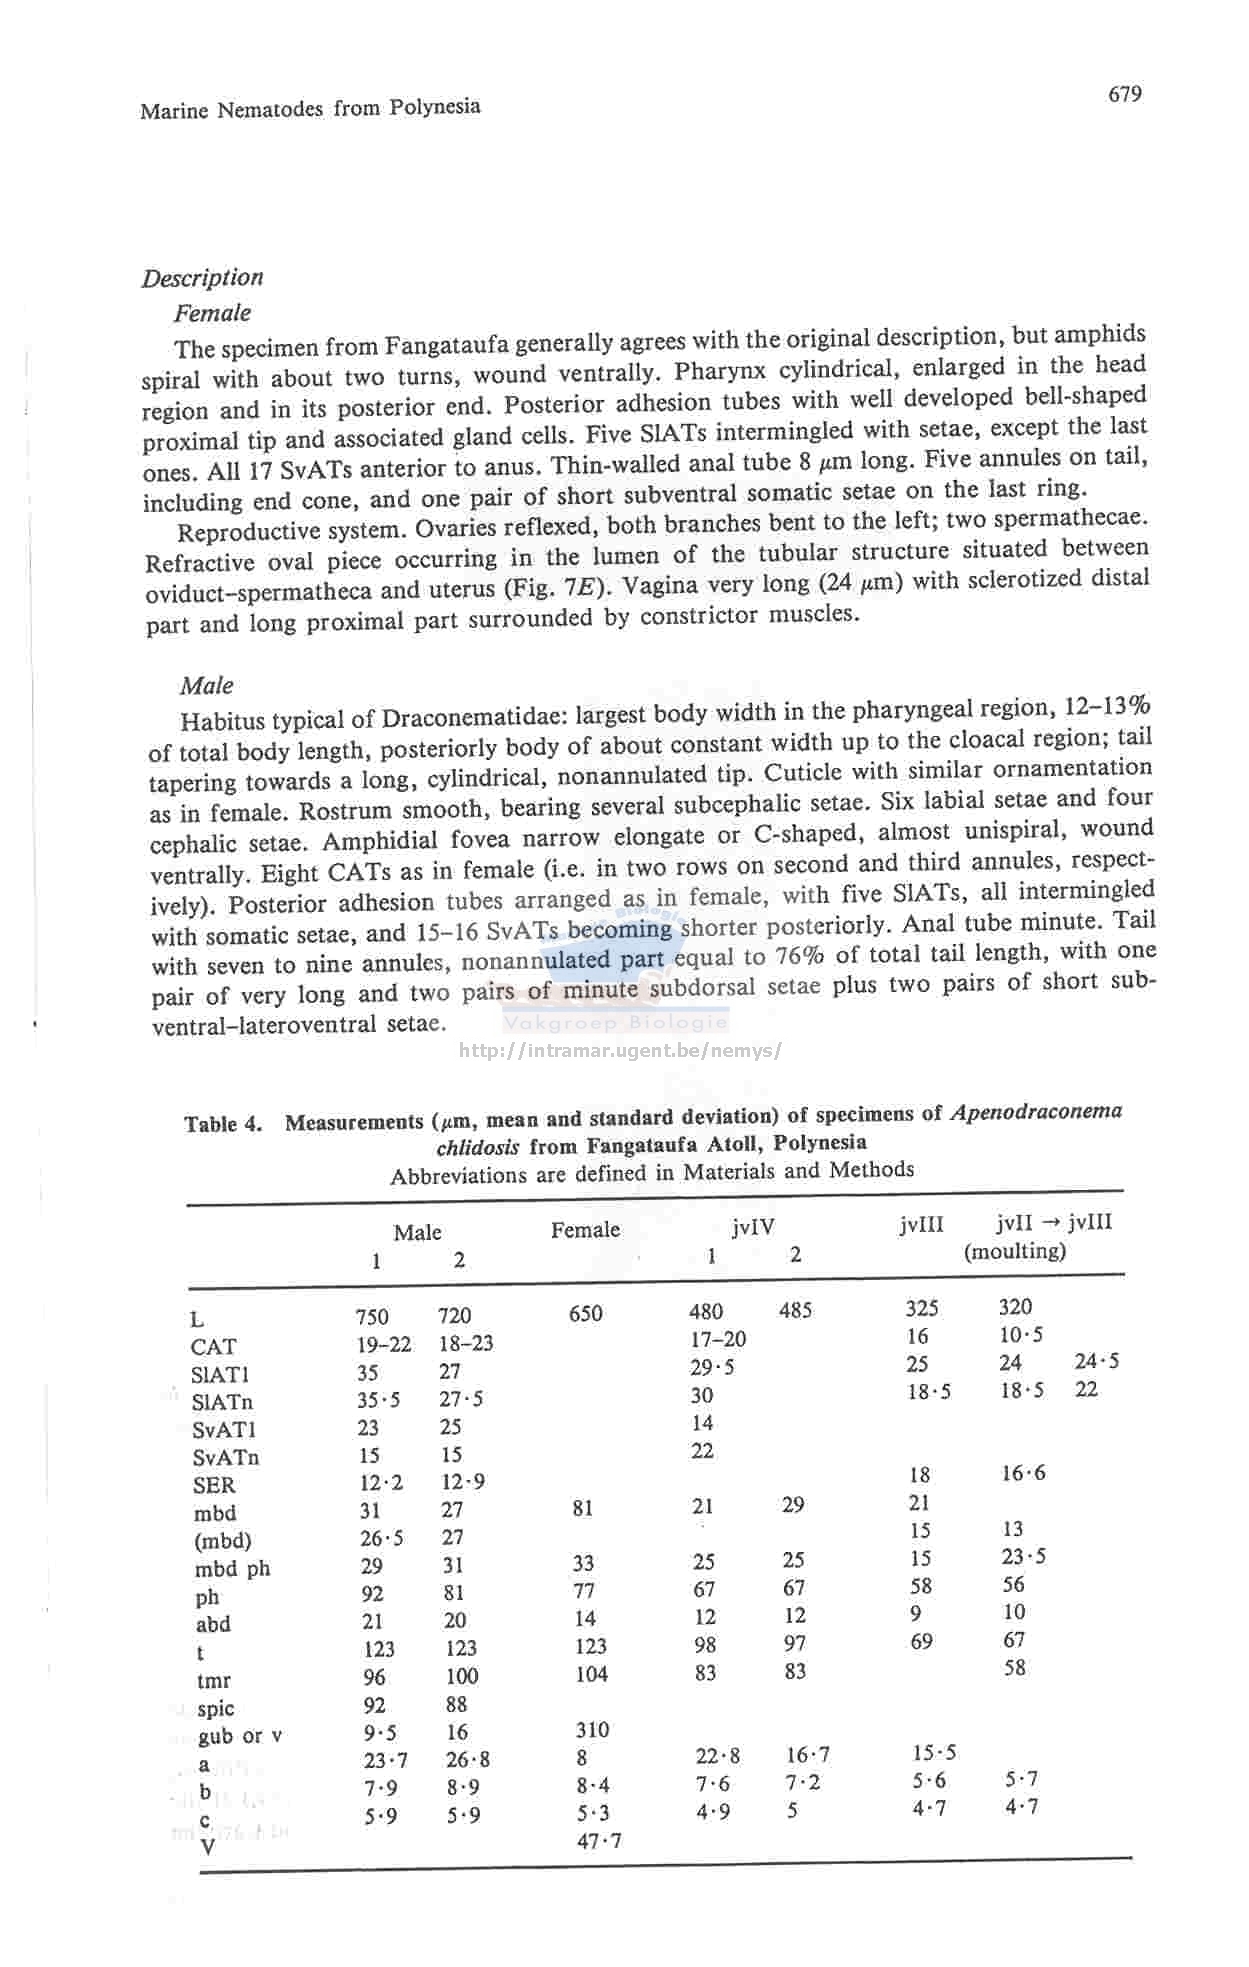 Marine Nematodes from Polynesia
679
Description
Female
The specimen from Fangataufa generally agrees with the original description, but amphids
spiral with about two turns, wound ventrally. Pharynx cylindrical, enlarged in the head
region and in its posterior end. Posterior adhesion tubes with well developed bell-shaped
proximal tip and associated gland cells. Five SlATs intermingled with setae, except the last
ones. All 17 SvATs anterior to anus. Thin-walled anal tube 8 μm long. Five annules on tail,
including end cone, and one pair of short subventral somatic setae on the last ring.
Reproductive system. Ovaries reflexed, both branches bent to the left; two spermathecae.
Refractive oval piece occurring in the lumen of the tubular structure situated between
oviduct–spermatheca and uterus (Fig. 7E). Vagina very long (24 μm) with sclerotized distal
part and long proximal part surrounded by constrictor muscles.
Male
Habitus typical of Draconematidae: largest body width in the pharyngeal region, 12–13%
of total body length, posteriorly body of about constant width up to the cloacal region; tail
tapering towards a long, cylindrical, nonannulated tip. Cuticle with similar ornamentation
as in female. Rostrum smooth, bearing several subcephalic setae. Six labial setae and four
cephalic setae. Amphidial fovea narrow elongate or C-shaped, almost unispiral, wound
ventrally. Eight CATs as in female (i.e. in two rows on second and third annules, respect-
ively). Posterior adhesion tubes arranged as in female, with five SlATs, all intermingled
with somatic setae, and 15–16 SvATs becoming shorter posteriorly. Anal tube minute. Tail
with seven to nine annules, nonannulated part equal to 76% of total tail length, with one
pair of very long and two pairs of minute subdorsal setae plus two pairs of short sub-
ventral–lateroventral setae.
Vakgroep Biologie
http://intramar.ugent.be/nemys/
Table 4. Measurements (μm, mean and standard deviation) of specimens of Apenodraconema
chlidosis from Fangataufa Atoll, Polynesia
Abbreviations are defined in Materials and Methods
Male Female jvIV jvIII jvII → jvIII
1 2 1 2 (moulting)
L 750 720 650 480 485 325 320
CAT 19–22 18–23 17–20 16 10·5
SlAT1 35 27 29·5 25 24 24·5
SlATn 35·5 27·5 30 18·5 18·5 22
SvAT1 23 25 14
SvATn 15 15 22
SER 12·2 12·9 18 16·6
mbd 31 27 81 21 29 21
(mbd) 26·5 27 15 13
mbd ph 29 31 33 25 25 15 23·5
ph 92 81 77 67 67 58 56
abd 21 20 14 12 12 9 10
t 123 123 123 98 97 69 67
tmr 96 100 104 83 83 58
spic 92 88
gub or v 9·5 16 310
a 23·7 26·8 8 22·8 16·7 15·5
b 7·9 8·9 8·4 7·6 7·2 5·6 5·7
c 5·9 5·9 5·3 4·9 5 4·7 4·7
V 47·7